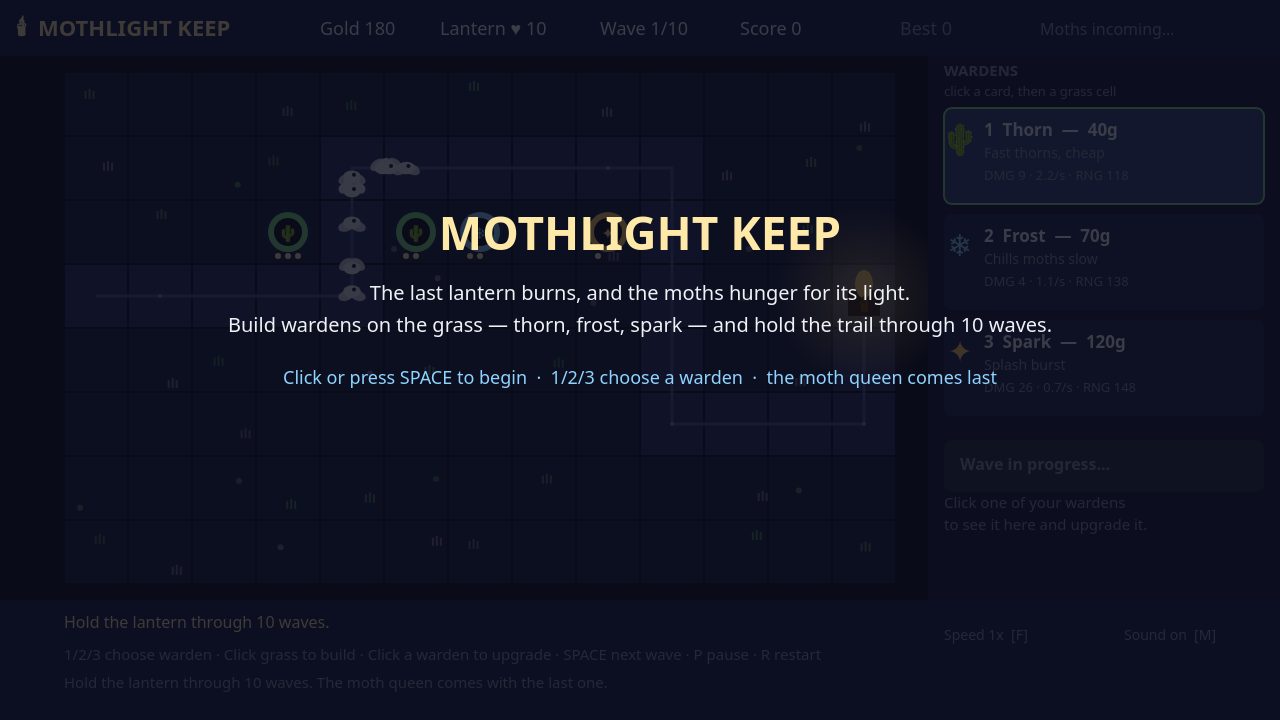 MOTHLIGHT KEEP
Gold 180
Lantern ♥ 10
Wave 1/10
Score 0
Best 0
Moths incoming...
WARDENS
click a card, then a grass cell
1 Thorn — 40g
Fast thorns, cheap
DMG 9 · 2.2/s · RNG 118
2 Frost — 70g
Chills moths slow
DMG 4 · 1.1/s · RNG 138
3 Spark — 120g
Splash burst
DMG 26 · 0.7/s · RNG 148
Wave in progress...
Click one of your wardens
to see it here and upgrade it.
MOTHLIGHT KEEP
The last lantern burns, and the moths hunger for its light.
Build wardens on the grass — thorn, frost, spark — and hold the trail through 10 waves.
Click or press SPACE to begin · 1/2/3 choose a warden · the moth queen comes last
Hold the lantern through 10 waves.
1/2/3 choose warden · Click grass to build · Click a warden to upgrade · SPACE next wave · P pause · R restart
Hold the lantern through 10 waves. The moth queen comes with the last one.
Speed 1x [F]
Sound on [M]